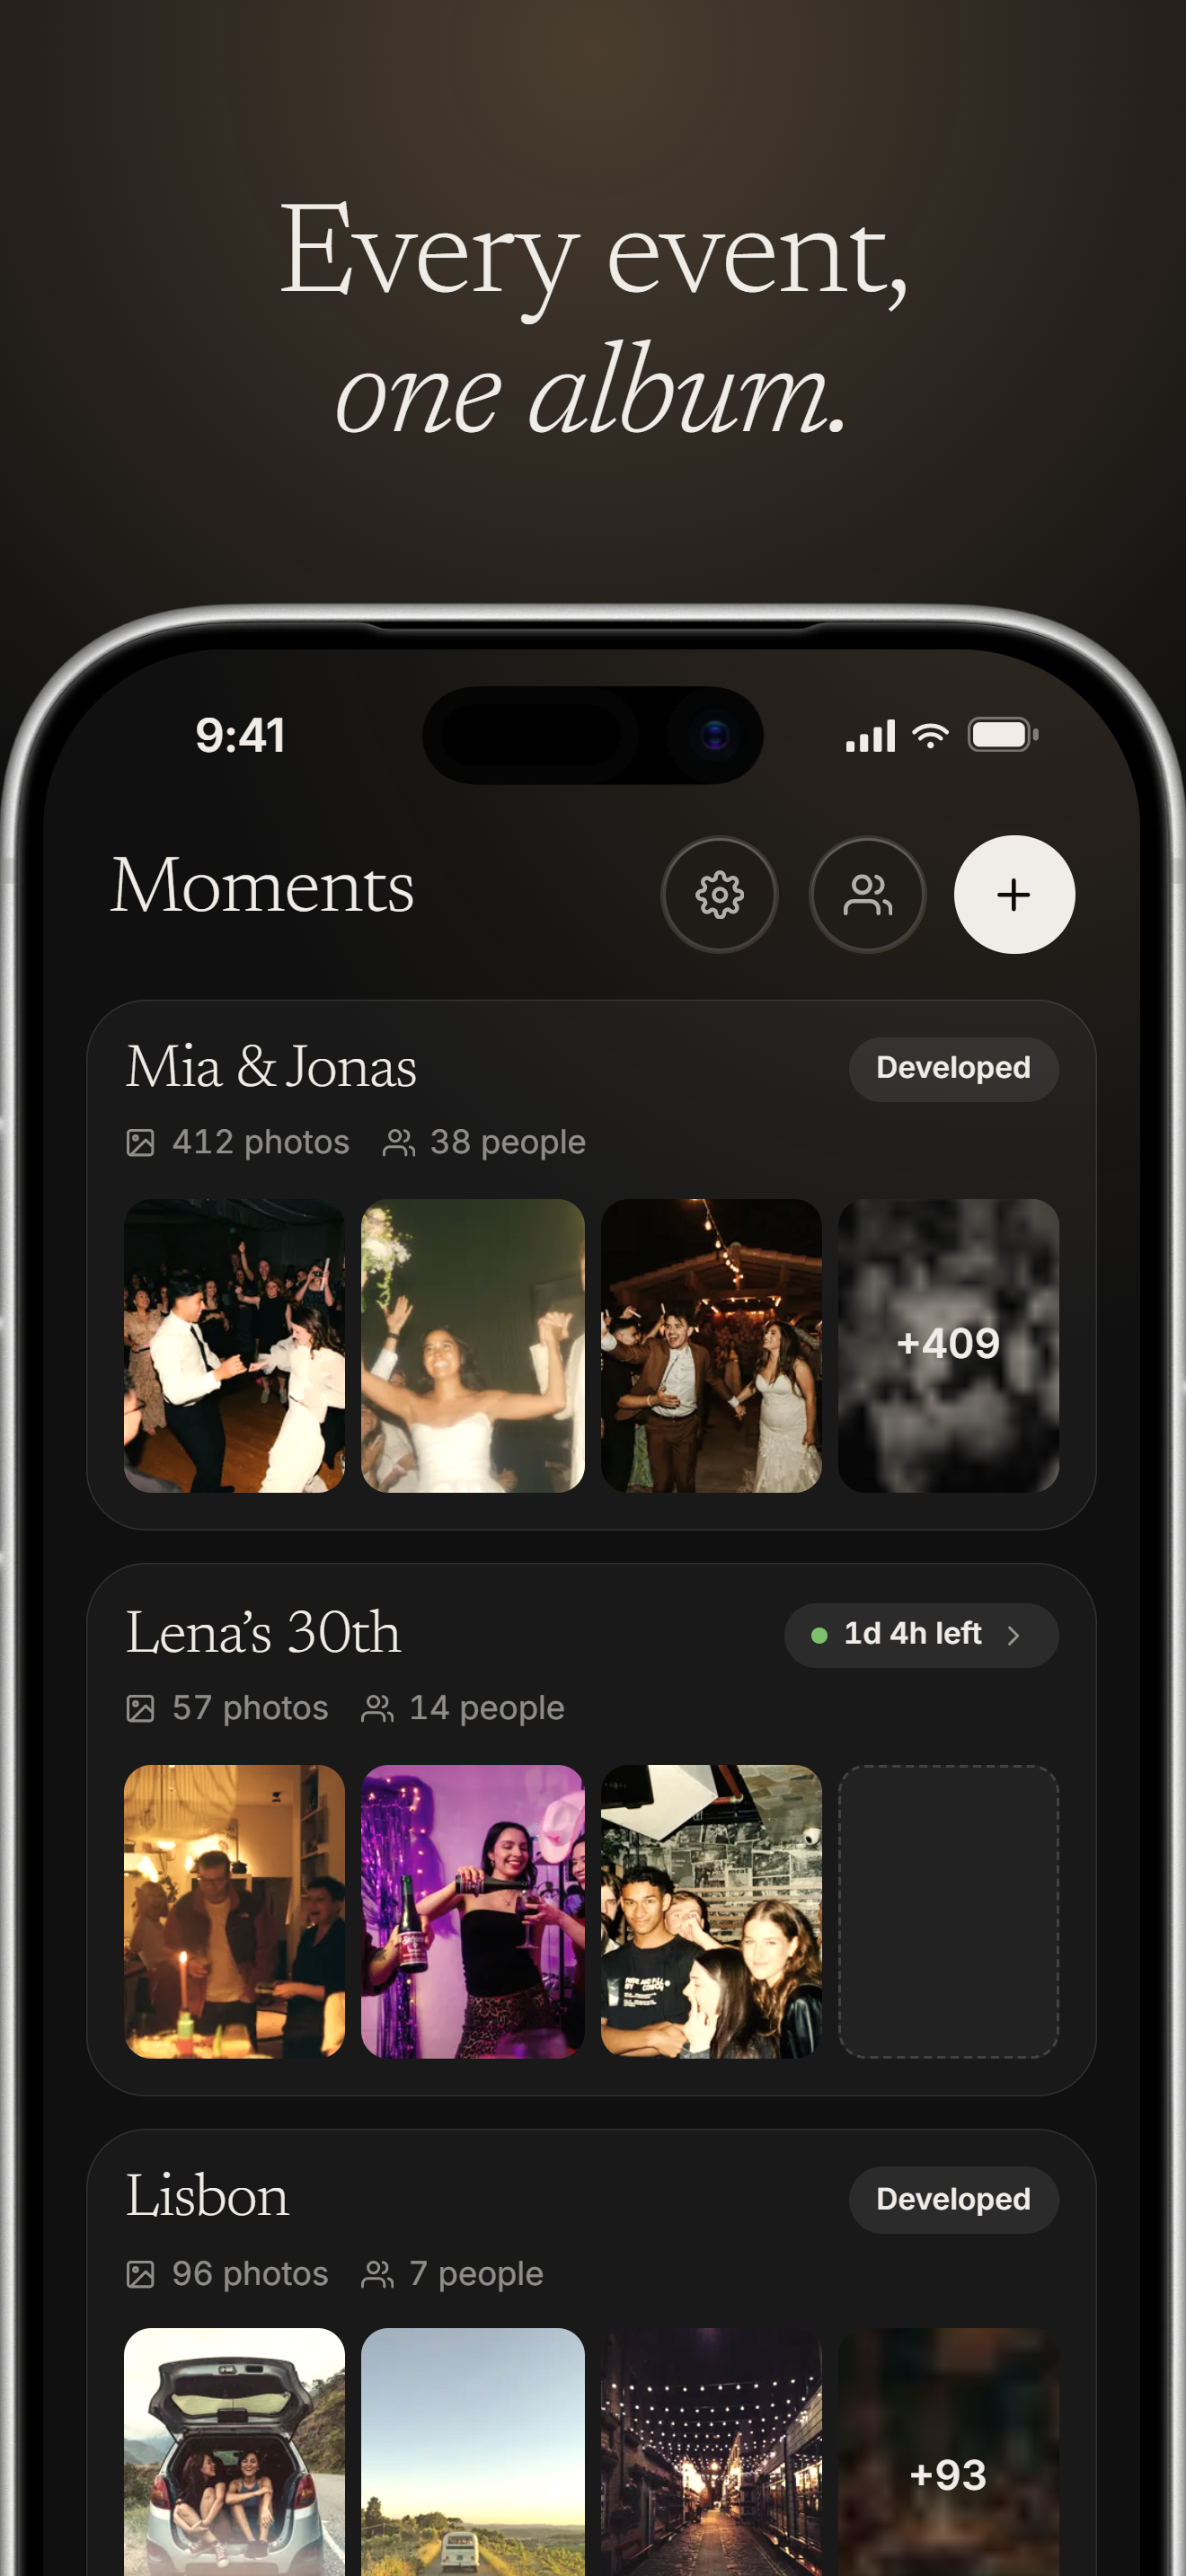 Every event,
one album.
9:41
Moments
Mia & Jonas
Developed
412 photos 38 people
+409
Lena’s 30th
1d 4h left
57 photos 14 people
Lisbon
Developed
96 photos 7 people
+93